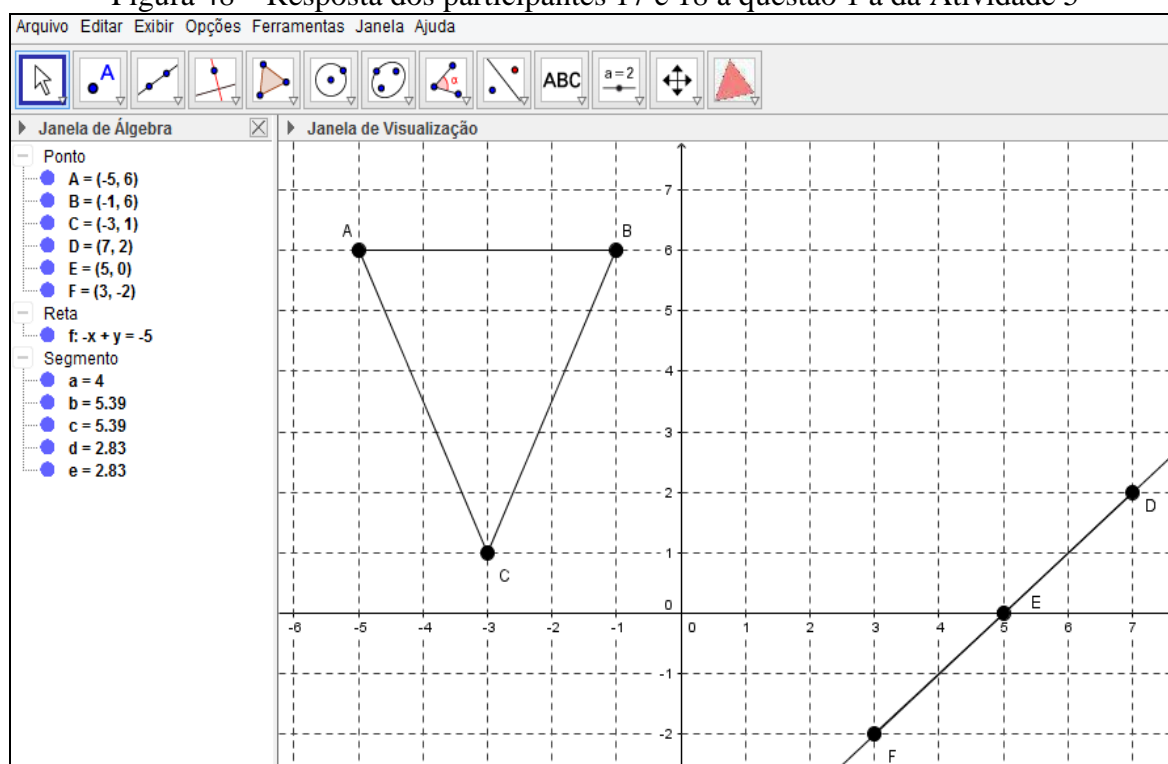 Figura 48 – Resposta dos participantes 17 e 18 à questão 1 a da Atividade 3
Arquivo Editar Exibir Opções Ferramentas Janela Ajuda
A α ABC a = 2
Janela de Álgebra
Janela de Visualização
Ponto
A = (-5, 6)
B = (-1, 6)
C = (-3, 1)
D = (7, 2)
E = (5, 0)
F = (3, -2)
Reta
f: -x + y = -5
Segmento
a = 4
b = 5.39
c = 5.39
d = 2.83
e = 2.83
7
A B 6
5
4
3
2 D
1
C
0 E
-6 -5 -4 -3 -2 -1 0 1 2 3 4 5 6 7
-1
-2
F